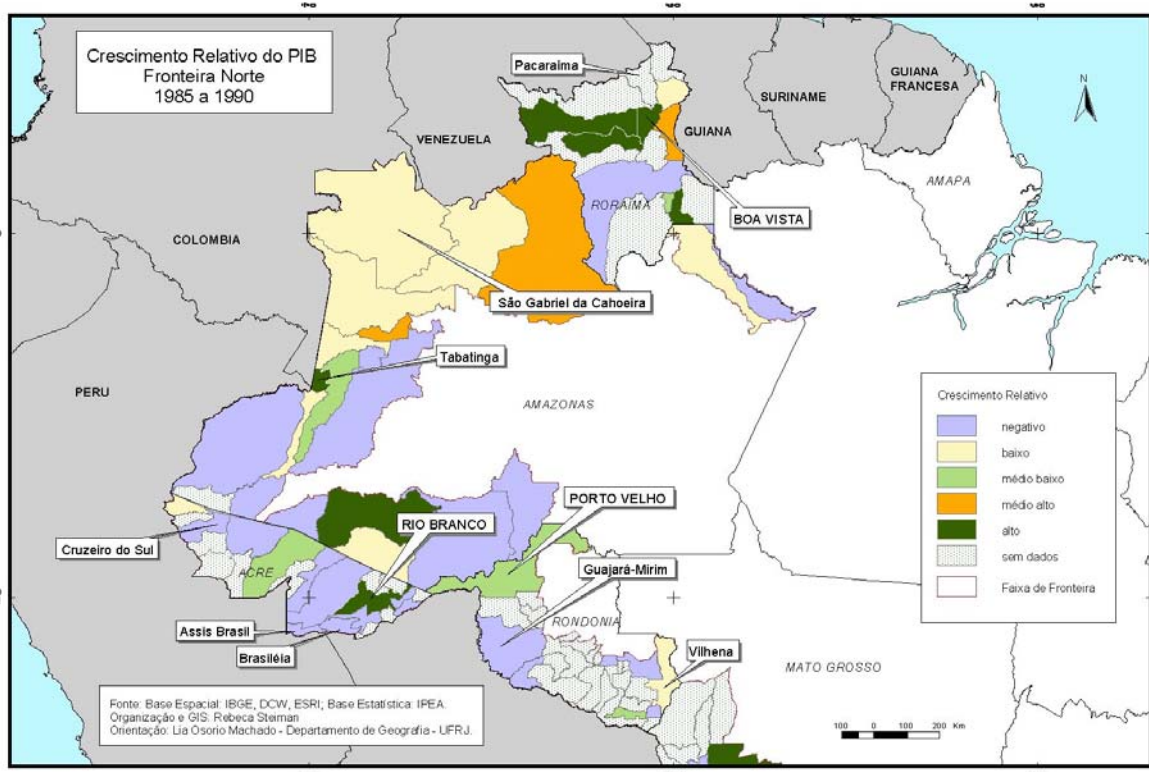 Crescimento Relativo do PIB
Fronteira Norte
1985 a 1990
Pacaraima
VENEZUELA
GUIANA
SURINAME
GUIANA
FRANCESA
N
AMAPA
COLOMBIA
RORAIMA
BOA VISTA
São Gabriel da Cahoeira
Tabatinga
PERU
AMAZONAS
Crescimento Relativo
negativo
baixo
médio baixo
médio alto
alto
sem dados
Faixa de Fronteira
PORTO VELHO
RIO BRANCO
Cruzeiro do Sul
Guajará-Mirim
ACRE
Assis Brasil
RONDONIA
Brasiléia
Vilhena
MATO GROSSO
Fonte: Base Espacial: IBGE, DCW, ESRI; Base Estatística: IPEA.
Organização e GIS: Rebeca Steiman
Orientação: Lia Osorio Machado - Departamento de Geografia - UFRJ.
100 0 100 200 Km